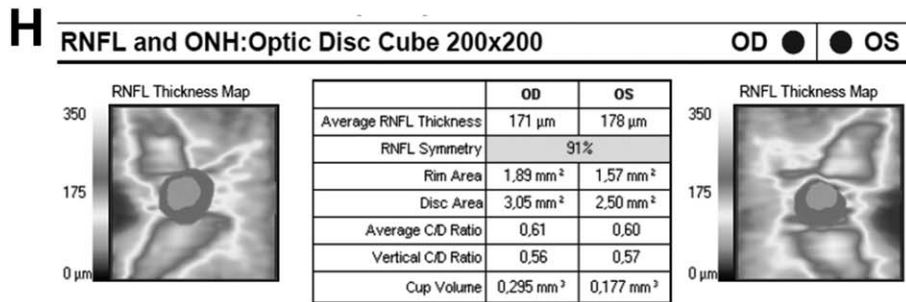 H
RNFL and ONH:Optic Disc Cube 200x200 OD OS
RNFL Thickness Map
350
175
0 µm
OD OS
Average RNFL Thickness 171 µm 178 µm
RNFL Symmetry 91%
Rim Area 1,89 mm² 1,57 mm²
Disc Area 3,05 mm² 2,50 mm²
Average C/D Ratio 0,61 0,60
Vertical C/D Ratio 0,56 0,57
Cup Volume 0,295 mm³ 0,177 mm³
RNFL Thickness Map
350
175
0 µm